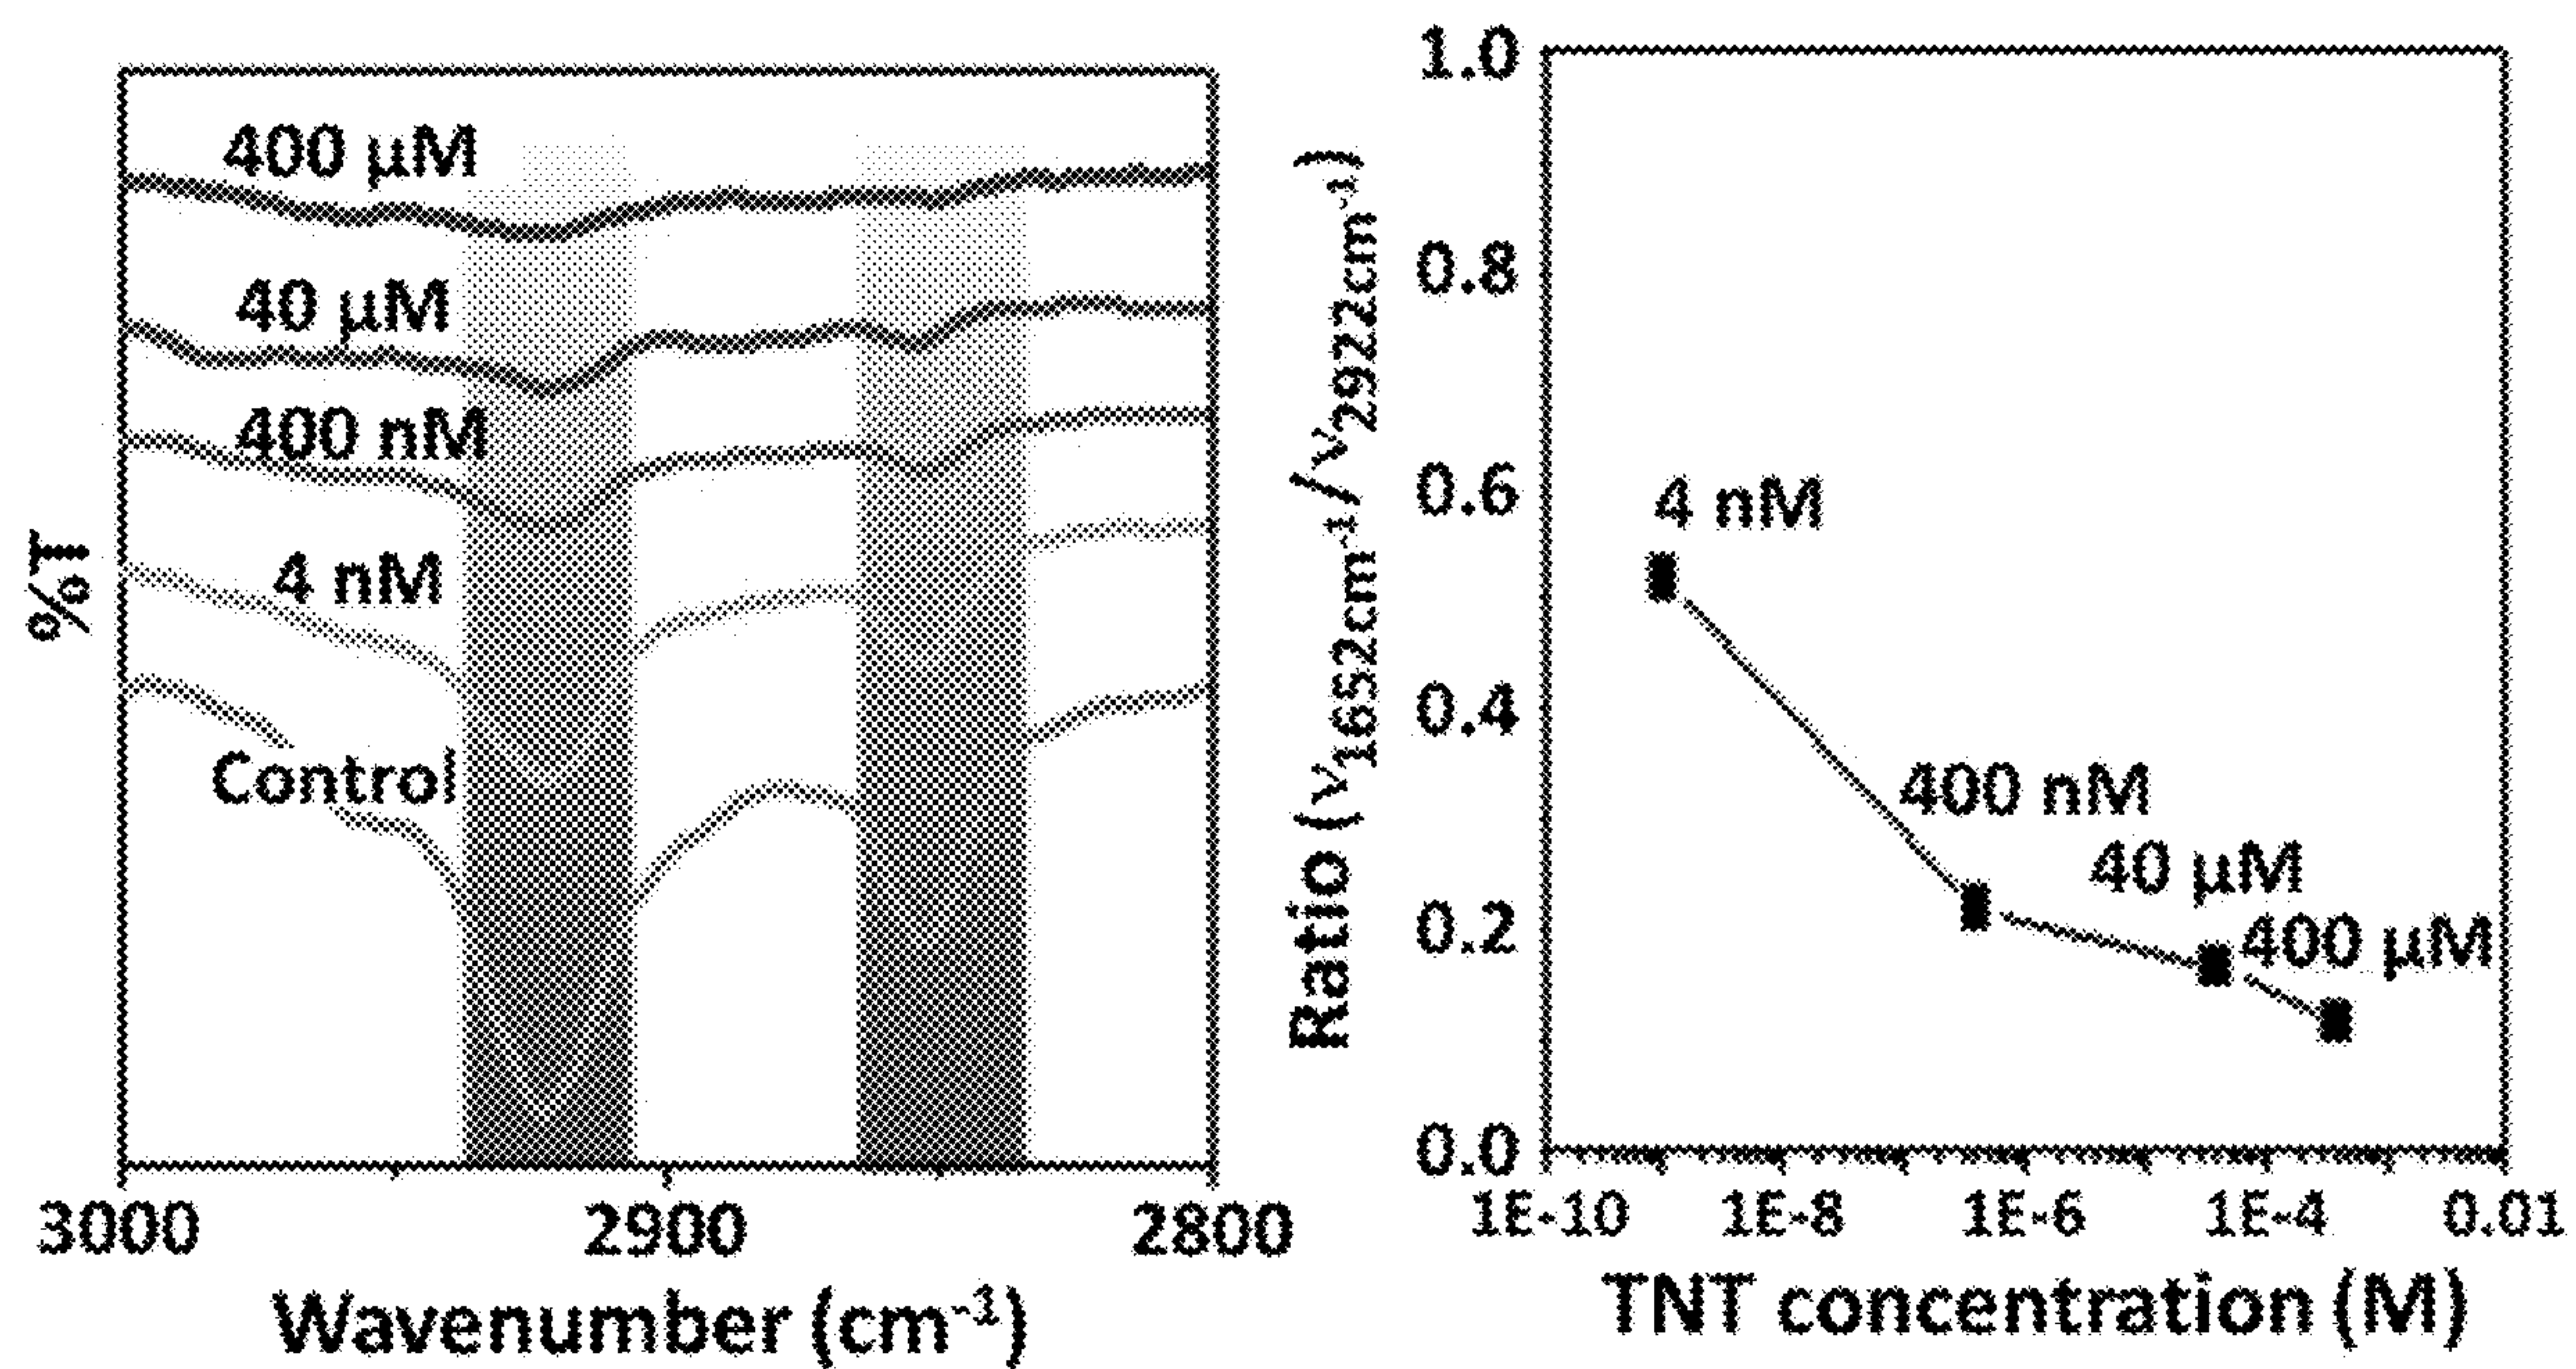 %T
400 μM
40 μM
400 nM
4 nM
Control
3000 2900 2800
Wavenumber (cm⁻¹)
Ratio (ν1652cm⁻¹/ν2922cm⁻¹)
1.0
0.8
0.6
0.4
0.2
0.0
4 nM
400 nM
40 μM
400 μM
1E-10 1E-8 1E-6 1E-4 0.01
TNT concentration (M)